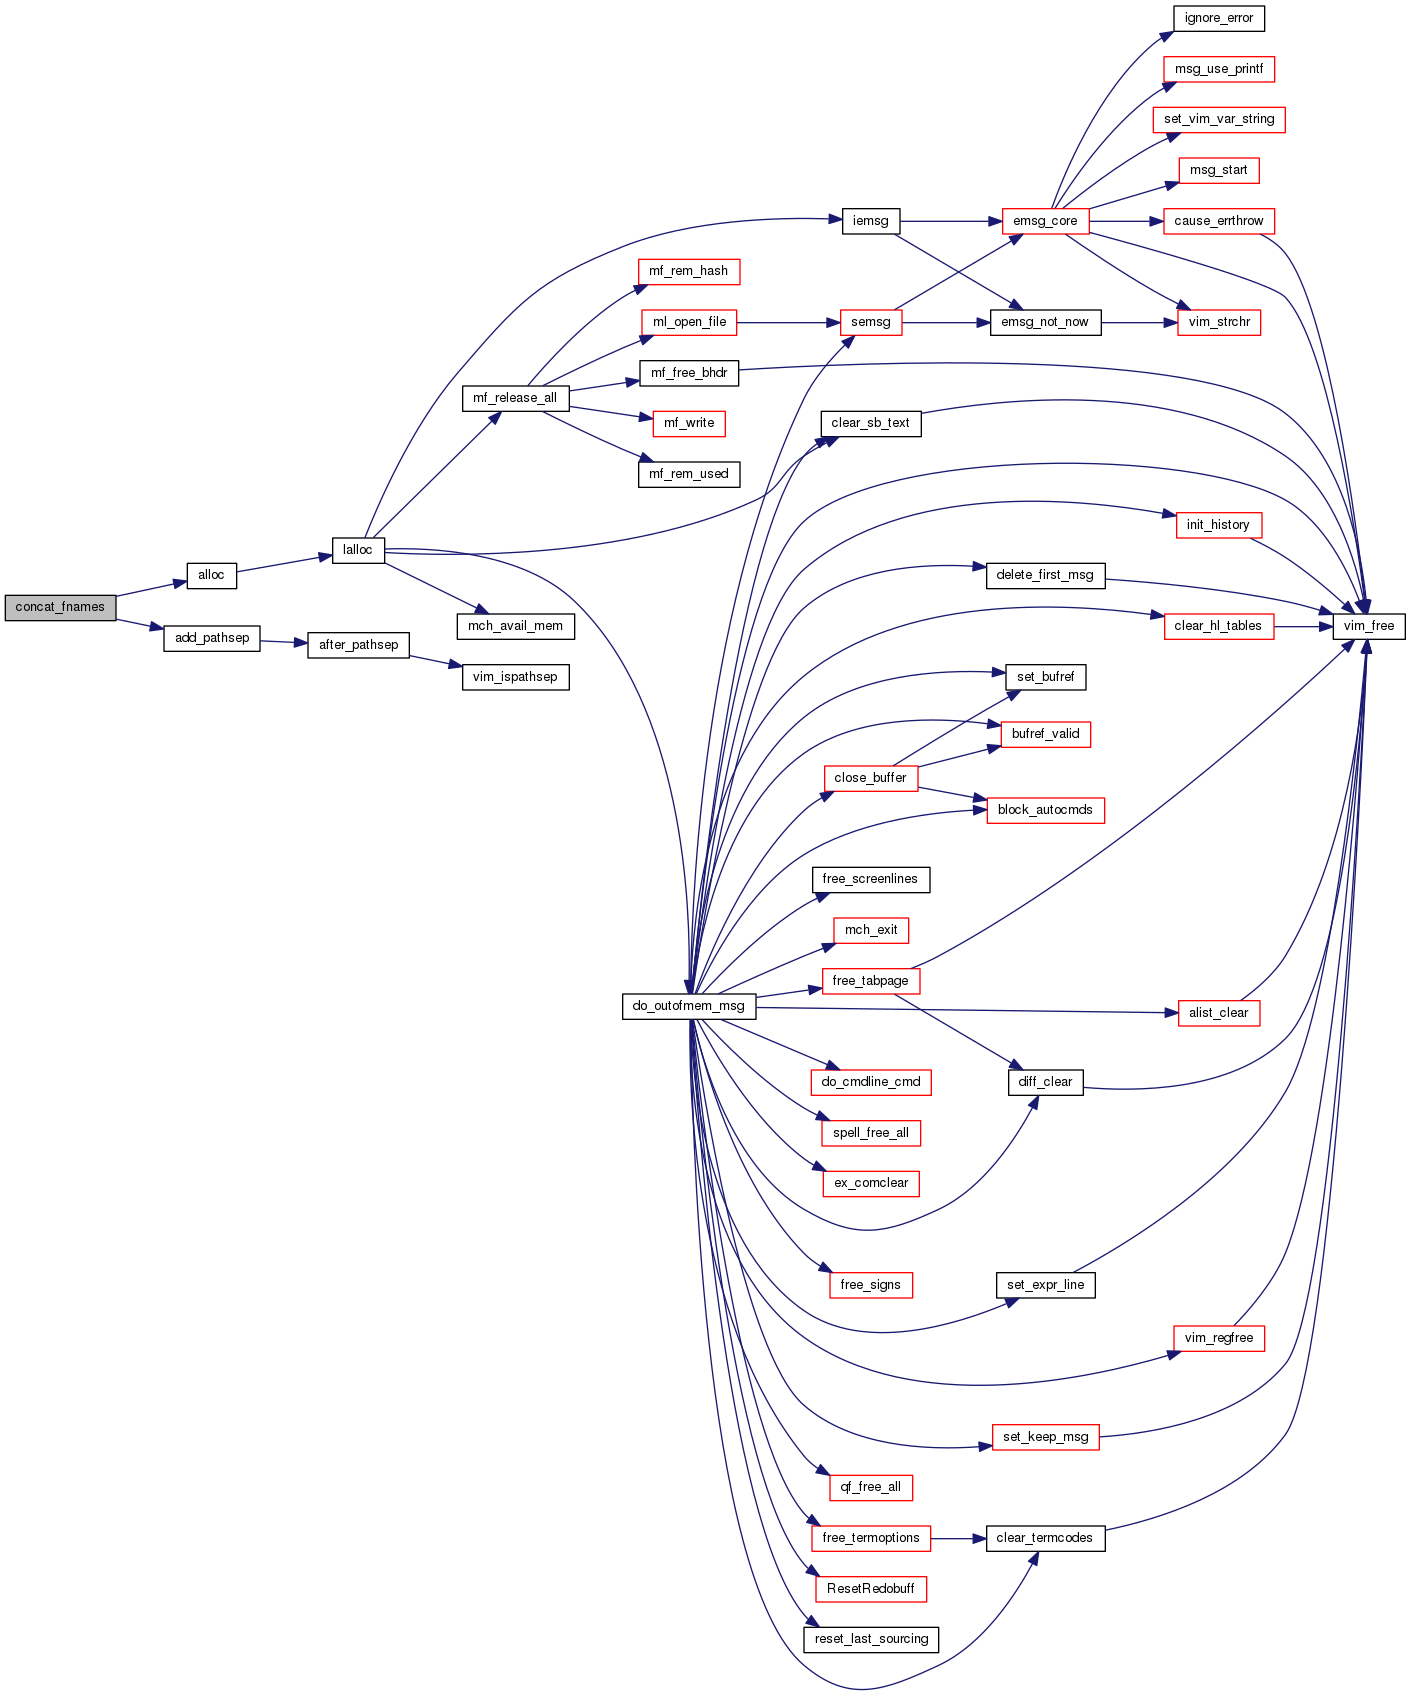 ignore_error
msg_use_printf
set_vim_var_string
msg_start
iemsg
emsg_core
cause_errthrow
mf_rem_hash
ml_open_file
semsg
emsg_not_now
vim_strchr
mf_free_bhdr
mf_release_all
mf_write
clear_sb_text
mf_rem_used
init_history
lalloc
alloc
delete_first_msg
concat_fnames
mch_avail_mem
clear_hl_tables
vim_free
add_pathsep
after_pathsep
vim_ispathsep
set_bufref
bufref_valid
close_buffer
block_autocmds
free_screenlines
mch_exit
free_tabpage
do_outofmem_msg
alist_clear
do_cmdline_cmd
diff_clear
spell_free_all
ex_comclear
free_signs
set_expr_line
vim_regfree
set_keep_msg
qf_free_all
free_termoptions
clear_termcodes
ResetRedobuff
reset_last_sourcing